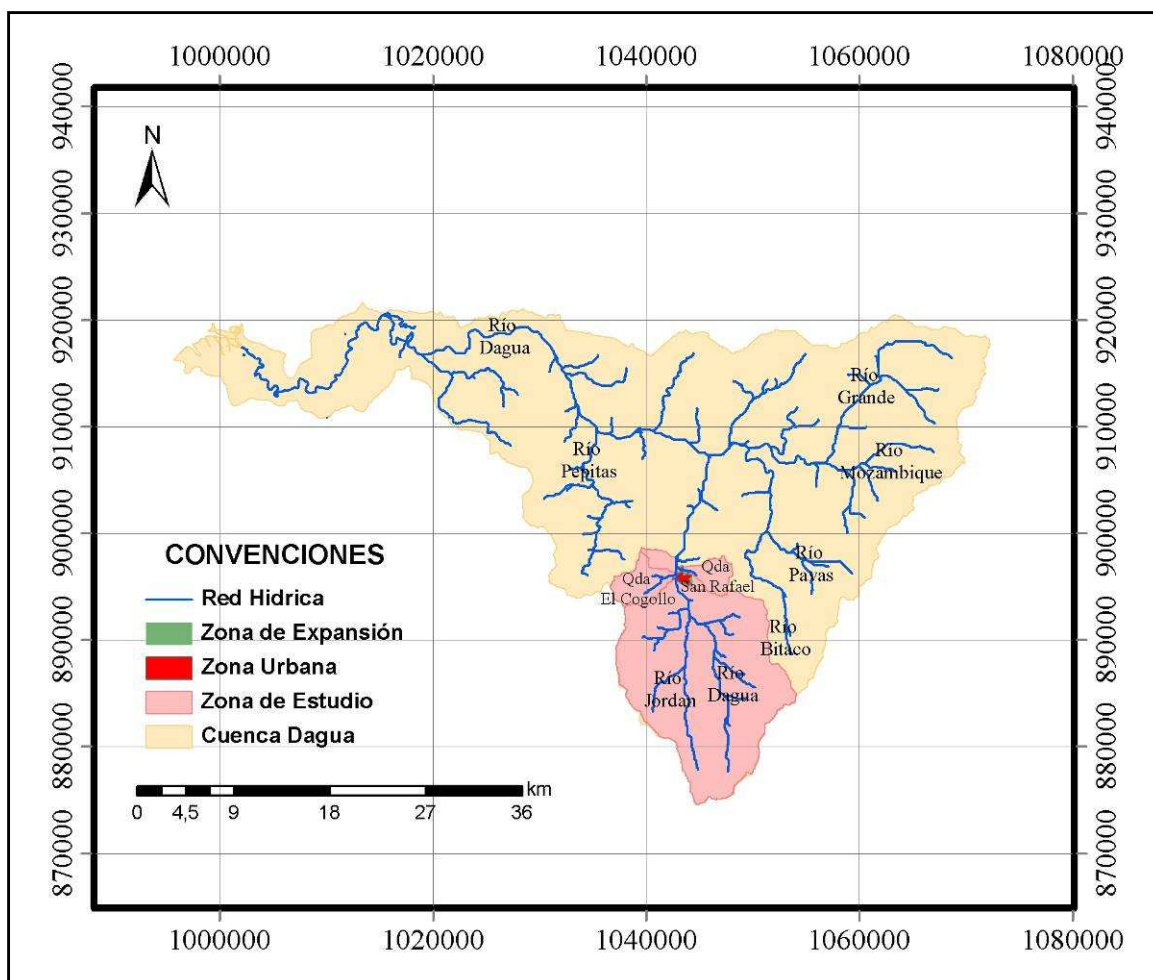 1000000 1020000 1040000 1060000 1080000
940000
930000
920000
910000
900000
890000
880000
870000
N
Río
Dagua
Río
Grande
Río
Pepitas
Río
Mozambique
Río
Payas
Qda
El Cogollo
Qda
San Rafael
Río
Bitaco
Río
Jordan
Río
Dagua
CONVENCIONES
Red Hidrica
Zona de Expansión
Zona Urbana
Zona de Estudio
Cuenca Dagua
km
0 4,5 9 18 27 36
940000
930000
920000
910000
900000
890000
880000
870000
1000000 1020000 1040000 1060000 1080000